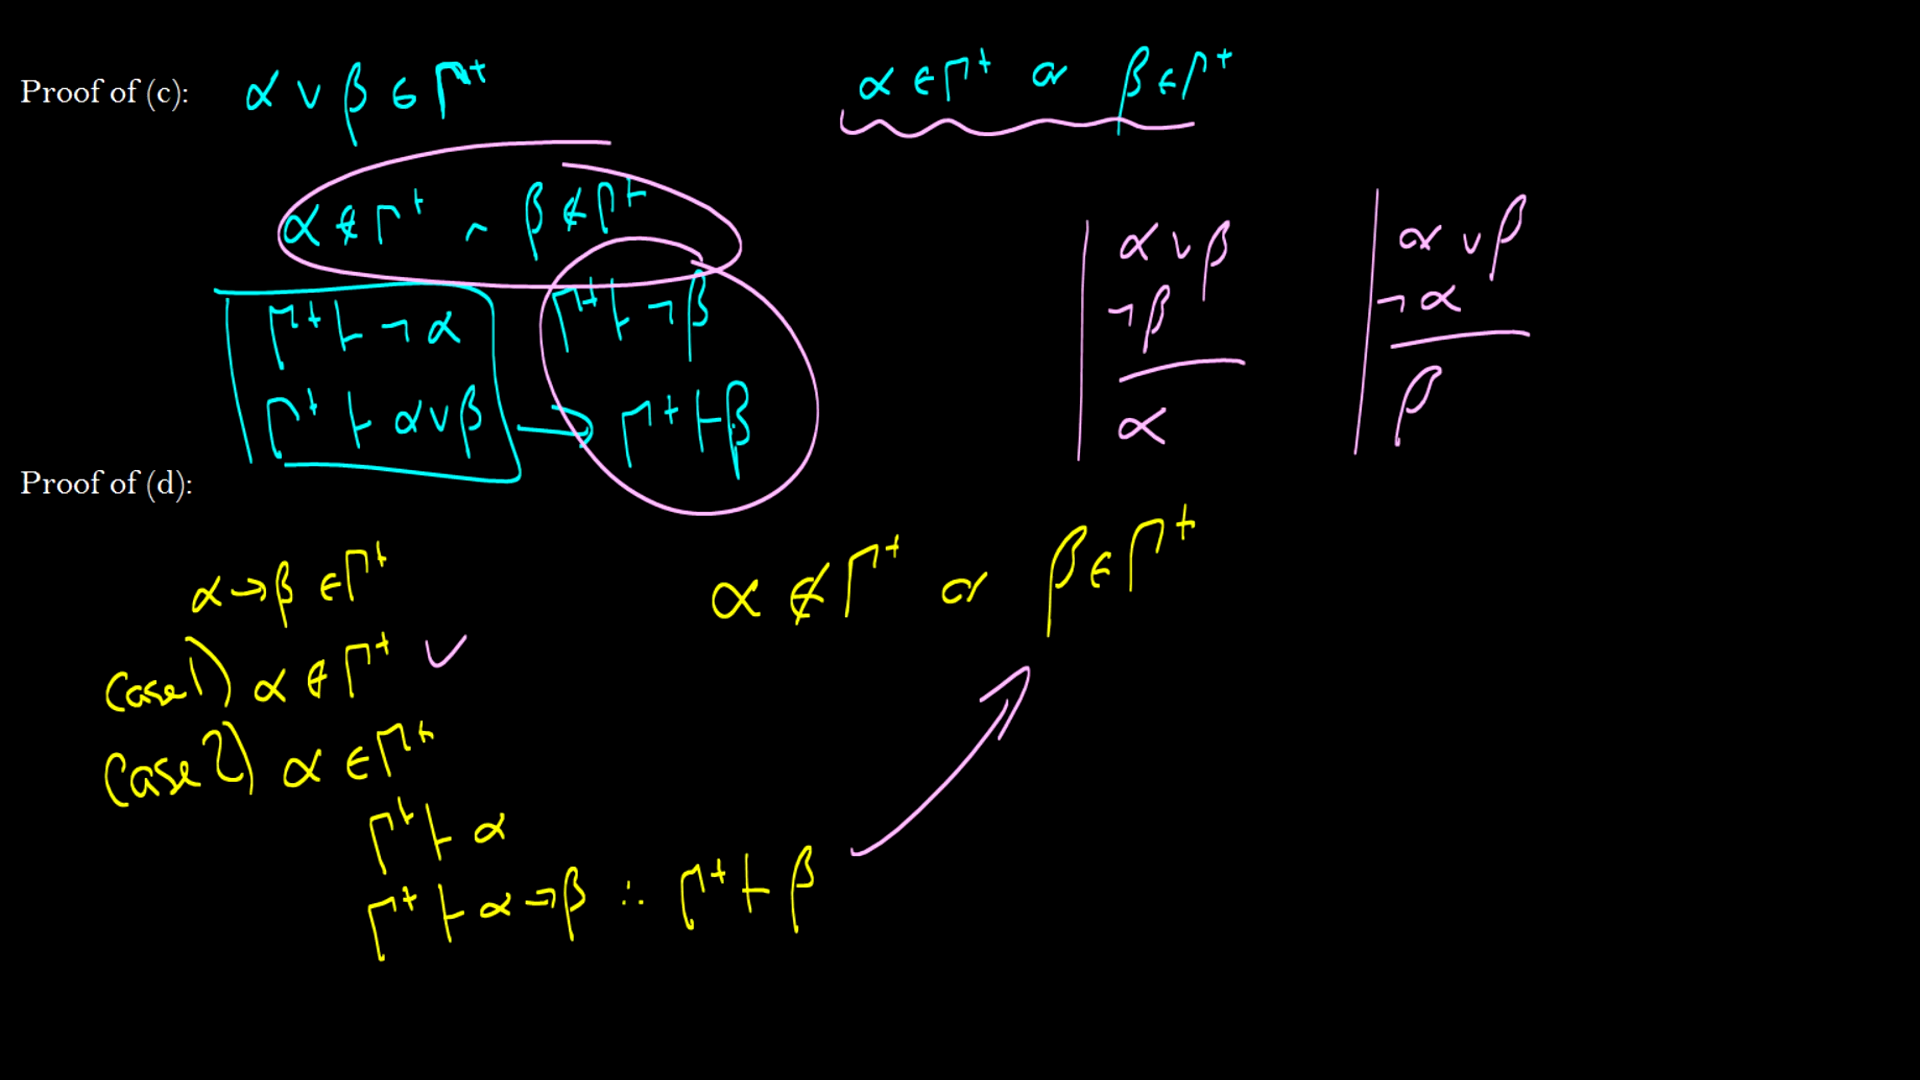 Proof of (c): α ∨ β ∈ Γ⁺ α ∈ Γ⁺ or β ∈ Γ⁺
α ∉ Γ⁺ ∧ β ∉ Γ⁺
Γ⁺ ⊢ ¬α Γ⁺ ⊢ ¬β
Γ⁺ ⊢ α∨β → Γ⁺ ⊢ β
α ∨ β
¬β
α
α ∨ β
¬α
β
Proof of (d):
α → β ∈ Γ⁺ α ∉ Γ⁺ or β ∈ Γ⁺
Case 1) α ∉ Γ⁺ ✓
Case 2) α ∈ Γ⁺
Γ⁺ ⊢ α
Γ⁺ ⊢ α → β ∴ Γ⁺ ⊢ β